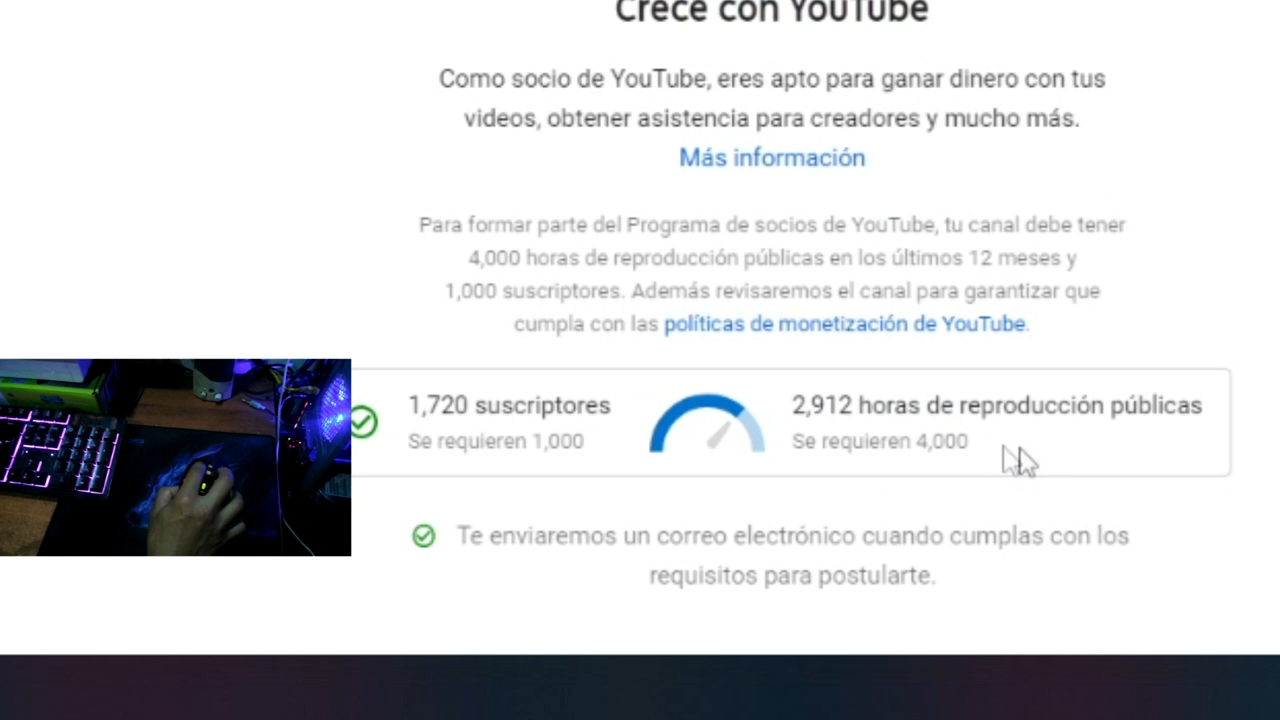 Crece con YouTube
Como socio de YouTube, eres apto para ganar dinero con tus
videos, obtener asistencia para creadores y mucho más.
Más información
Para formar parte del Programa de socios de YouTube, tu canal debe tener
4,000 horas de reproducción públicas en los últimos 12 meses y
1,000 suscriptores. Además revisaremos el canal para garantizar que
cumpla con las políticas de monetización de YouTube.
1,720 suscriptores
Se requieren 1,000
2,912 horas de reproducción públicas
Se requieren 4,000
Te enviaremos un correo electrónico cuando cumplas con los
requisitos para postularte.